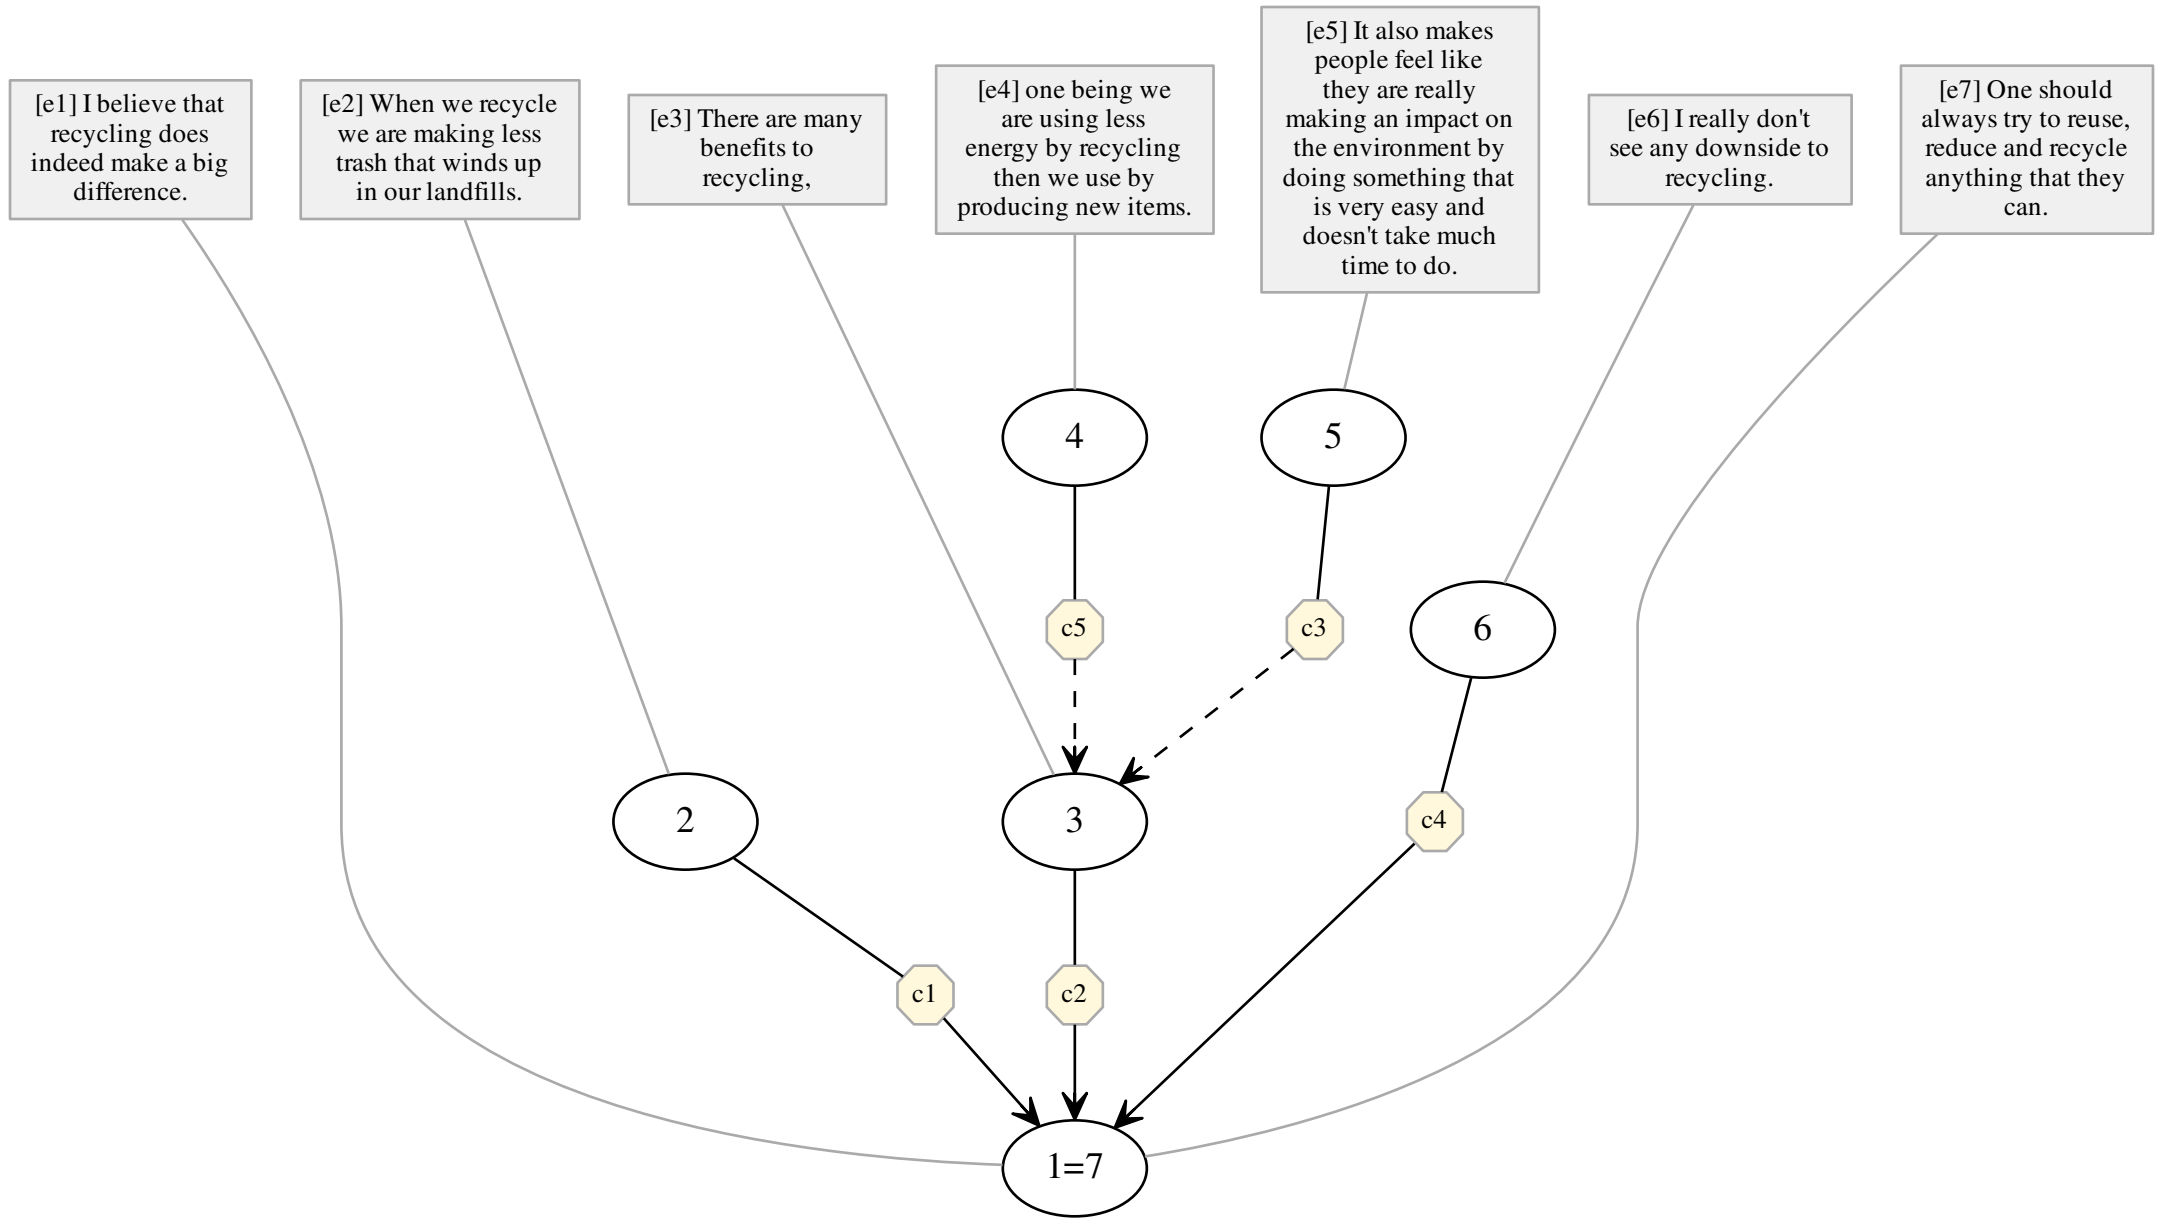 [e1] I believe that
recycling does
indeed make a big
difference.
[e2] When we recycle
we are making less
trash that winds up
in our landfills.
[e3] There are many
benefits to
recycling,
[e4] one being we
are using less
energy by recycling
then we use by
producing new items.
[e5] It also makes
people feel like
they are really
making an impact on
the environment by
doing something that
is very easy and
doesn't take much
time to do.
[e6] I really don't
see any downside to
recycling.
[e7] One should
always try to reuse,
reduce and recycle
anything that they
can.
4
5
c5
c3
6
2
3
c4
c1
c2
1=7